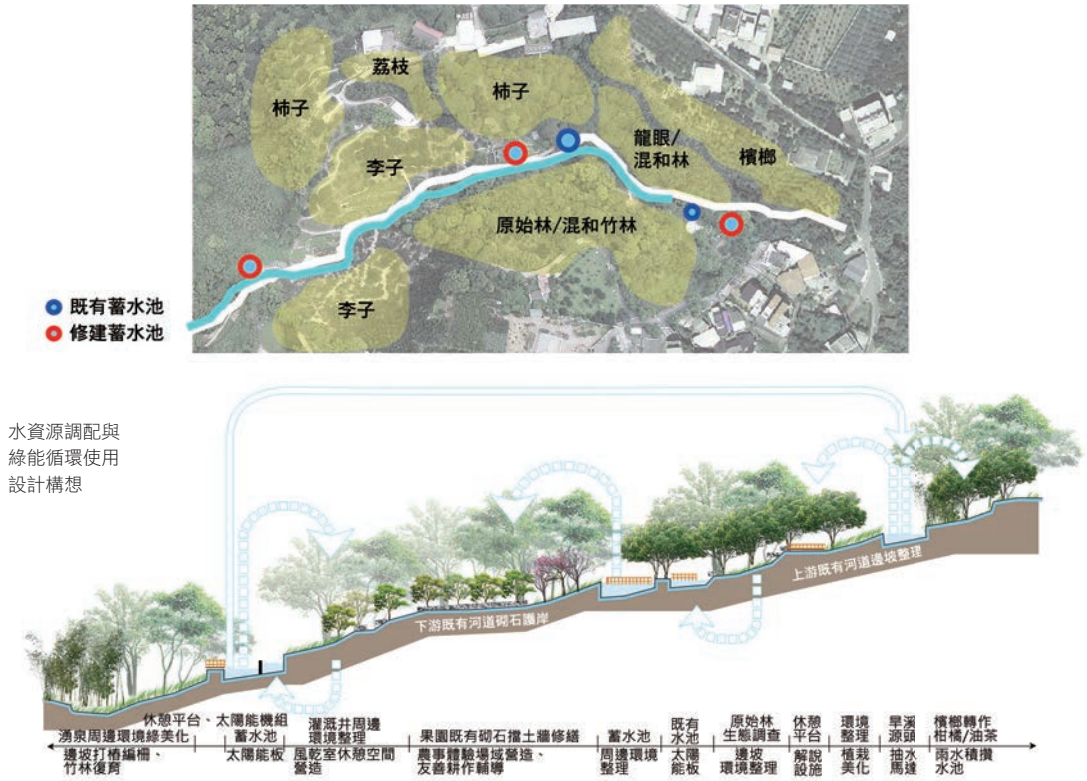 荔枝
柿子
柿子
龍眼/
混和林
檳榔
李子
原始林/混和竹林
李子
既有蓄水池
修建蓄水池
水資源調配與
綠能循環使用
設計構想
上游既有河道邊坡整理
下游既有河道砌石護岸
休憩平台、太陽能機組
湧泉周邊環境綠美化
蓄水池
灌溉井周邊
環境整理
果園既有砌石擋土牆修繕
蓄水池
既有
水池
原始林
生態調查
休憩
平台
環境
整理
旱溪
源頭
檳榔轉作
柑橘/油茶
邊坡打樁編柵、
竹林復育
太陽能板
風乾室休憩空間
營造
農事體驗場域營造、
友善耕作輔導
周邊環境
整理
太陽
能板
邊坡
環境整理
解說
設施
植栽
美化
抽水
馬達
雨水積攢
水池